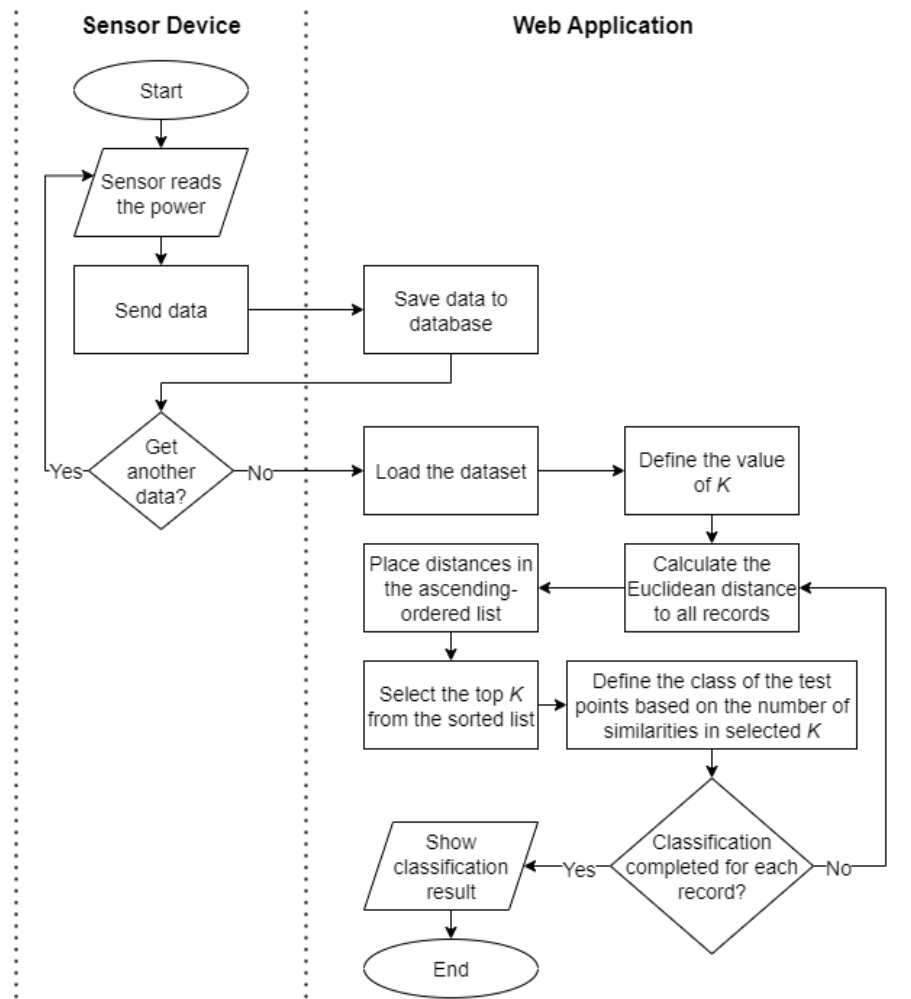 Sensor Device
Web Application
Start
Sensor reads
the power
Send data
Save data to
database
Get
another
data?
Yes
No
Load the dataset
Define the value
of K
Place distances in
the ascending-
ordered list
Calculate the
Euclidean distance
to all records
Select the top K
from the sorted list
Define the class of the test
points based on the number of
similarities in selected K
Show
classification
result
Yes
Classification
completed for each
record?
No
End